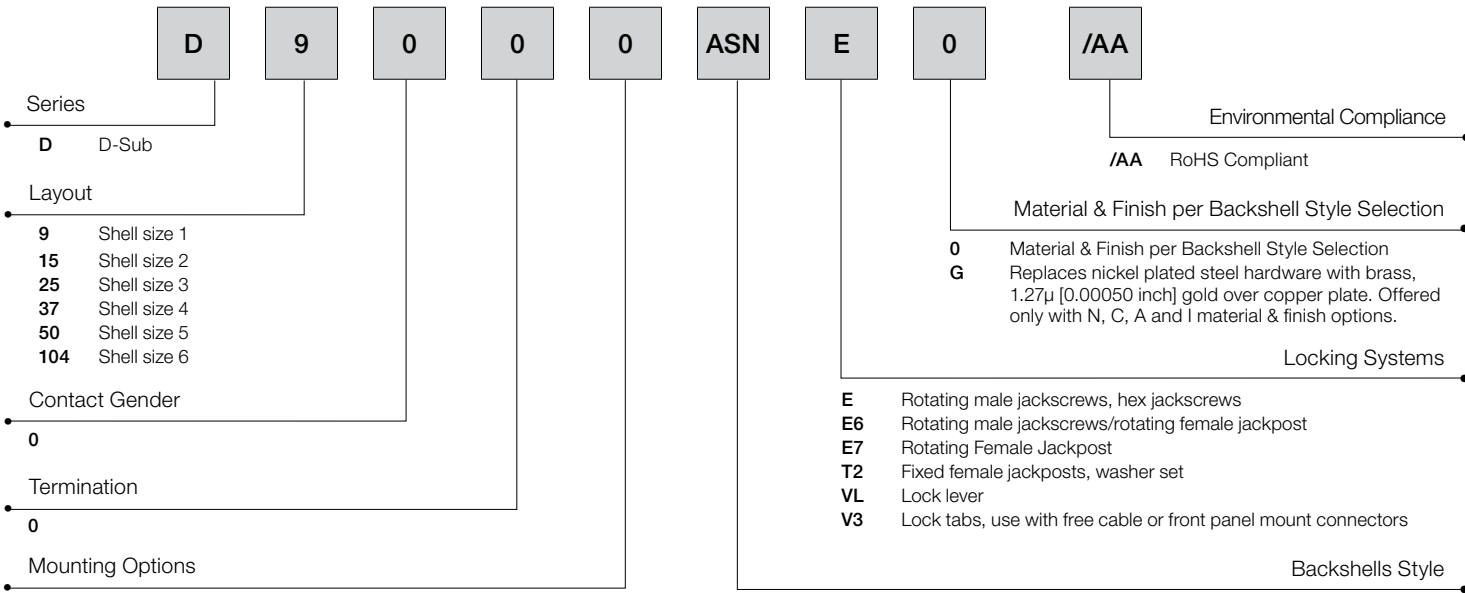 D 9 0 0 0 ASN E 0 /AA
Series
D D-Sub
Layout
9 Shell size 1
15 Shell size 2
25 Shell size 3
37 Shell size 4
50 Shell size 5
104 Shell size 6
Contact Gender
0
Termination
0
Mounting Options
Environmental Compliance
/AA RoHS Compliant
Material & Finish per Backshell Style Selection
0 Material & Finish per Backshell Style Selection
G Replaces nickel plated steel hardware with brass,
1.27µ [0.00050 inch] gold over copper plate. Offered
only with N, C, A and I material & finish options.
Locking Systems
E Rotating male jackscrews, hex jackscrews
E6 Rotating male jackscrews/rotating female jackpost
E7 Rotating Female Jackpost
T2 Fixed female jackposts, washer set
VL Lock lever
V3 Lock tabs, use with free cable or front panel mount connectors
Backshells Style